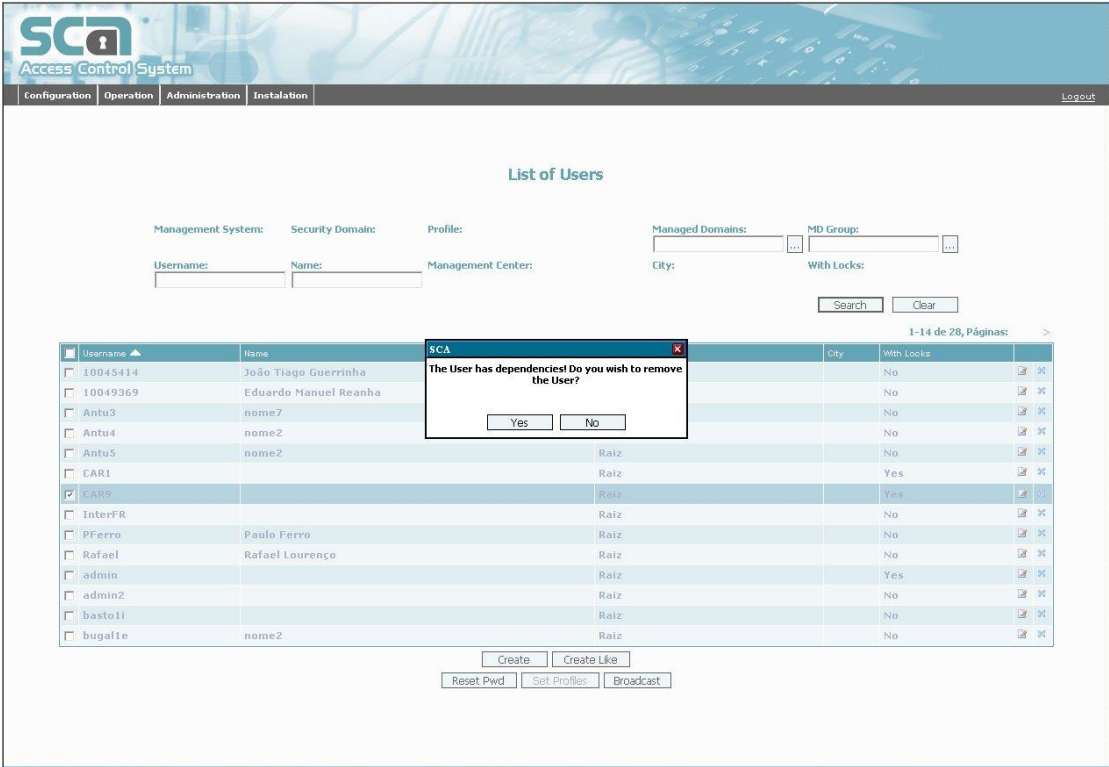 SCA
Access Control System
Configuration Operation Administration Instalation Logout
List of Users
Management System: Security Domain: Profile: Managed Domains: MD Group:
... ...
Username: Name: Management Center: City: With Locks:
Search Clear
1-14 de 28, Páginas: >
Username Name City With Locks
SCA
The User has dependencies! Do you wish to remove
the User?
Yes No
10045414 João Tiago Guerrinha No
10049369 Eduardo Manuel Reanha No
Antu3 nome7 No
Antu4 nome2 No
Antu5 nome2 Raiz No
CAR1 Raiz Yes
CAR9 Raiz Yes
InterFR Raiz No
PFerro Paulo Ferro Raiz No
Rafael Rafael Lourenço Raiz No
admin Raiz Yes
admin2 Raiz No
basto1i Raiz No
bugal1e nome2 Raiz No
Create Create Like
Reset Pwd Set Profiles Broadcast